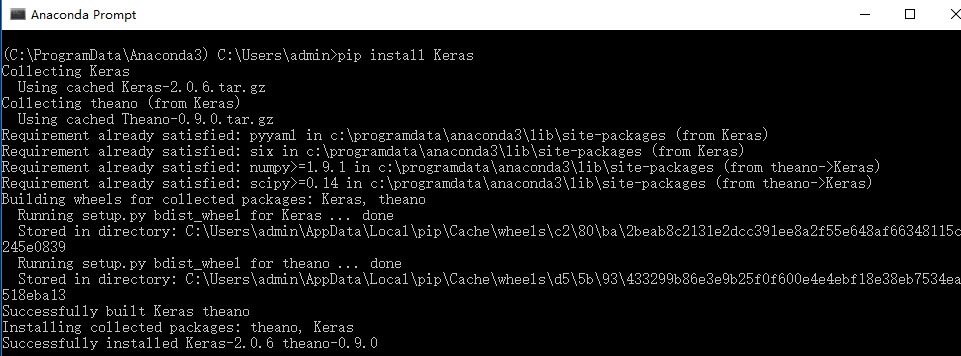 Anaconda Prompt
(C:\ProgramData\Anaconda3) C:\Users\admin>pip install Keras
Collecting Keras
  Using cached Keras-2.0.6.tar.gz
Collecting theano (from Keras)
  Using cached Theano-0.9.0.tar.gz
Requirement already satisfied: pyyaml in c:\programdata\anaconda3\lib\site-packages (from Keras)
Requirement already satisfied: six in c:\programdata\anaconda3\lib\site-packages (from Keras)
Requirement already satisfied: numpy>=1.9.1 in c:\programdata\anaconda3\lib\site-packages (from theano->Keras)
Requirement already satisfied: scipy>=0.14 in c:\programdata\anaconda3\lib\site-packages (from theano->Keras)
Building wheels for collected packages: Keras, theano
  Running setup.py bdist_wheel for Keras ... done
  Stored in directory: C:\Users\admin\AppData\Local\pip\Cache\wheels\c2\80\ba\2beab8c2131e2dcc391ee8a2f55e648af66348115c
245e0839
  Running setup.py bdist_wheel for theano ... done
  Stored in directory: C:\Users\admin\AppData\Local\pip\Cache\wheels\d5\5b\93\433299b86e3e9b25f0f600e4e4ebf18e38eb7534ea
518eba13
Successfully built Keras theano
Installing collected packages: theano, Keras
Successfully installed Keras-2.0.6 theano-0.9.0